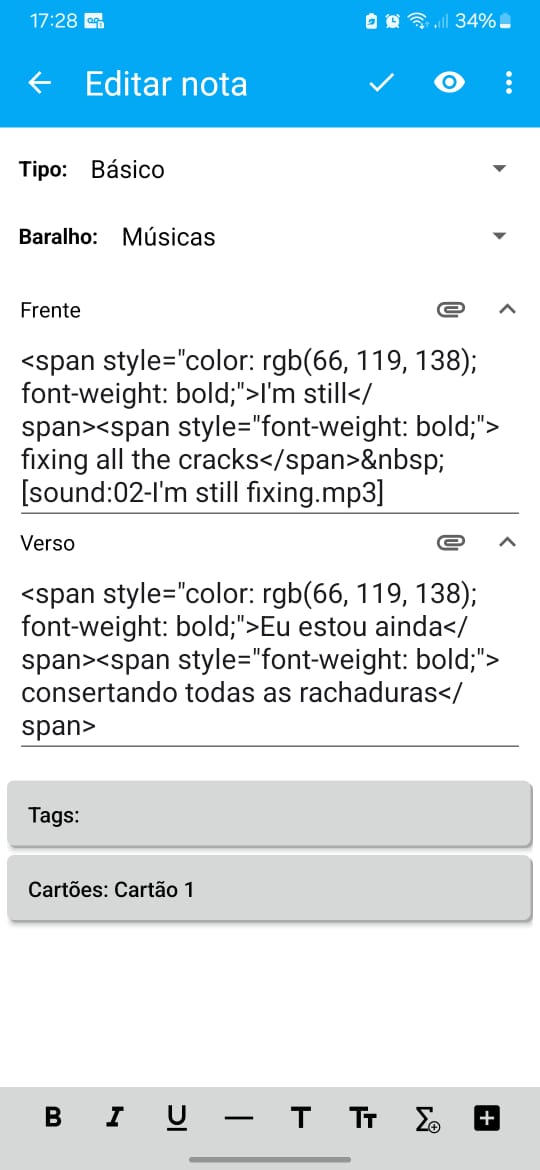 17:28 34%
Editar nota
Tipo: Básico
Baralho: Músicas
Frente
<span style="color: rgb(66, 119, 138);
font-weight: bold;">I'm still</
span><span style="font-weight: bold;">
fixing all the cracks</span>&nbsp;
[sound:02-I'm still fixing.mp3]
Verso
<span style="color: rgb(66, 119, 138);
font-weight: bold;">Eu estou ainda</
span><span style="font-weight: bold;">
consertando todas as rachaduras</
span>
Tags:
Cartões: Cartão 1
B I U — T TT Σ